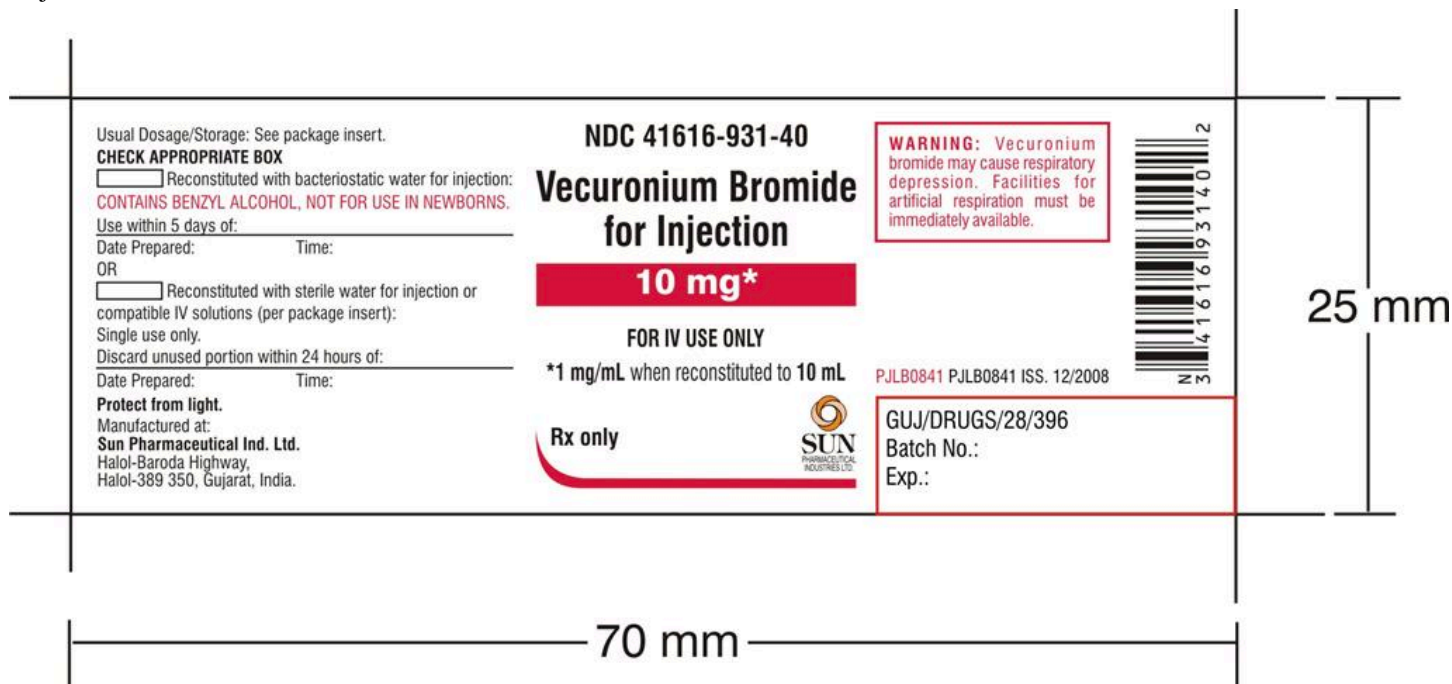 Usual Dosage/Storage: See package insert.
CHECK APPROPRIATE BOX
Reconstituted with bacteriostatic water for injection:
CONTAINS BENZYL ALCOHOL, NOT FOR USE IN NEWBORNS.
Use within 5 days of:
Date Prepared: Time:
OR
Reconstituted with sterile water for injection or
compatible IV solutions (per package insert):
Single use only.
Discard unused portion within 24 hours of:
Date Prepared: Time:
Protect from light.
Manufactured at:
Sun Pharmaceutical Ind. Ltd.
Halol-Baroda Highway,
Halol-389 350, Gujarat, India.
NDC 41616-931-40
Vecuronium Bromide
for Injection
10 mg*
FOR IV USE ONLY
*1 mg/mL when reconstituted to 10 mL
Rx only
SUN
PHARMACEUTICAL
INDUSTRIES LTD.
WARNING: Vecuronium
bromide may cause respiratory
depression. Facilities for
artificial respiration must be
immediately available.
N 3 41616 93140 2
PJLB0841 PJLB0841 ISS. 12/2008
GUJ/DRUGS/28/396
Batch No.:
Exp.:
25 mm
70 mm